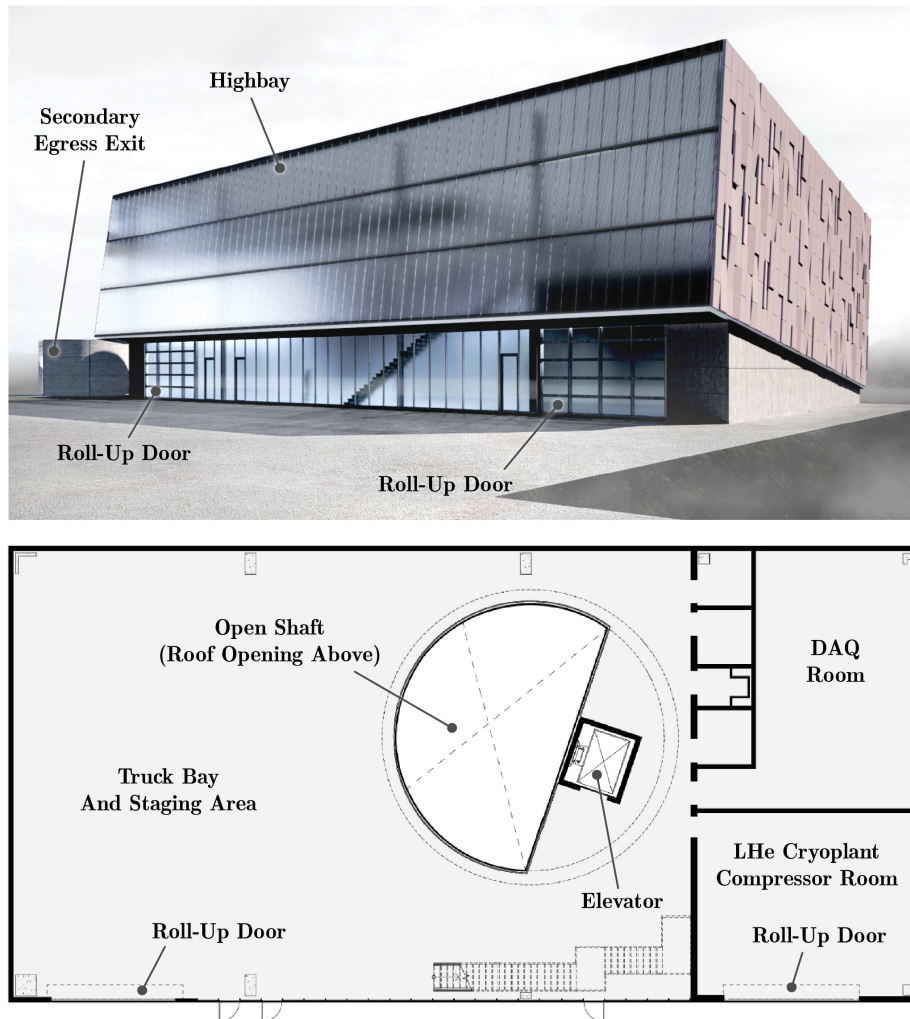 Highbay
Secondary
Egress Exit
Roll-Up Door
Roll-Up Door
Open Shaft
(Roof Opening Above)
DAQ
Room
Truck Bay
And Staging Area
LHe Cryoplant
Compressor Room
Elevator
Roll-Up Door
Roll-Up Door